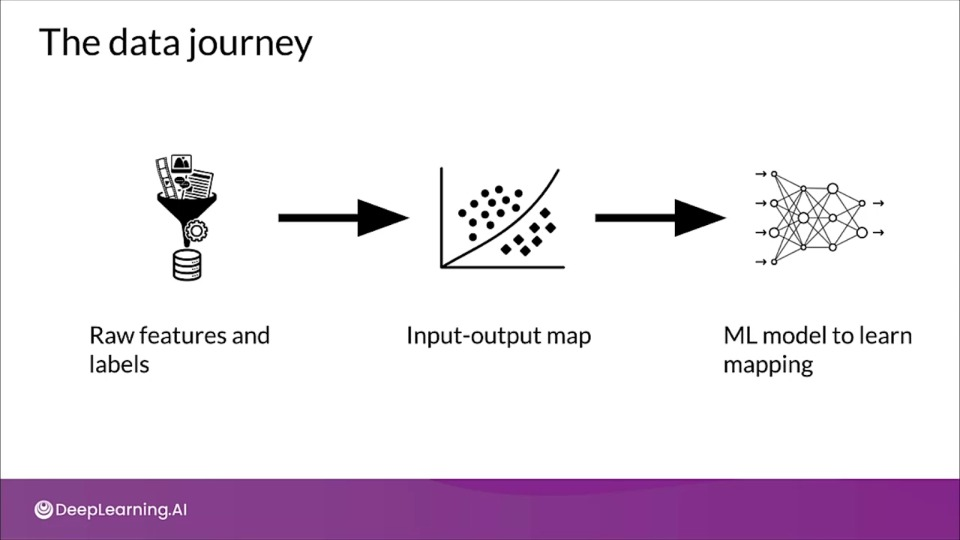 The data journey
Raw features and
labels
Input-output map
ML model to learn
mapping
DeepLearning.AI